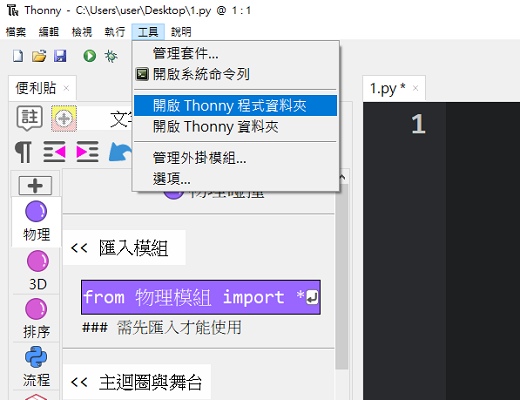 Thonny - C:\Users\user\Desktop\1.py @ 1 : 1
檔案 編輯 檢視 執行 工具 說明
管理套件...
開啟系統命令列
開啟 Thonny 程式資料夾
開啟 Thonny 資料夾
管理外掛模組...
選項...
便利貼 ×
1.py * ×
註
文字
1
物理
3D
排序
流程
物理碰撞
<< 匯入模組
from 物理模組 import *
### 需先匯入才能使用
<< 主迴圈與舞台